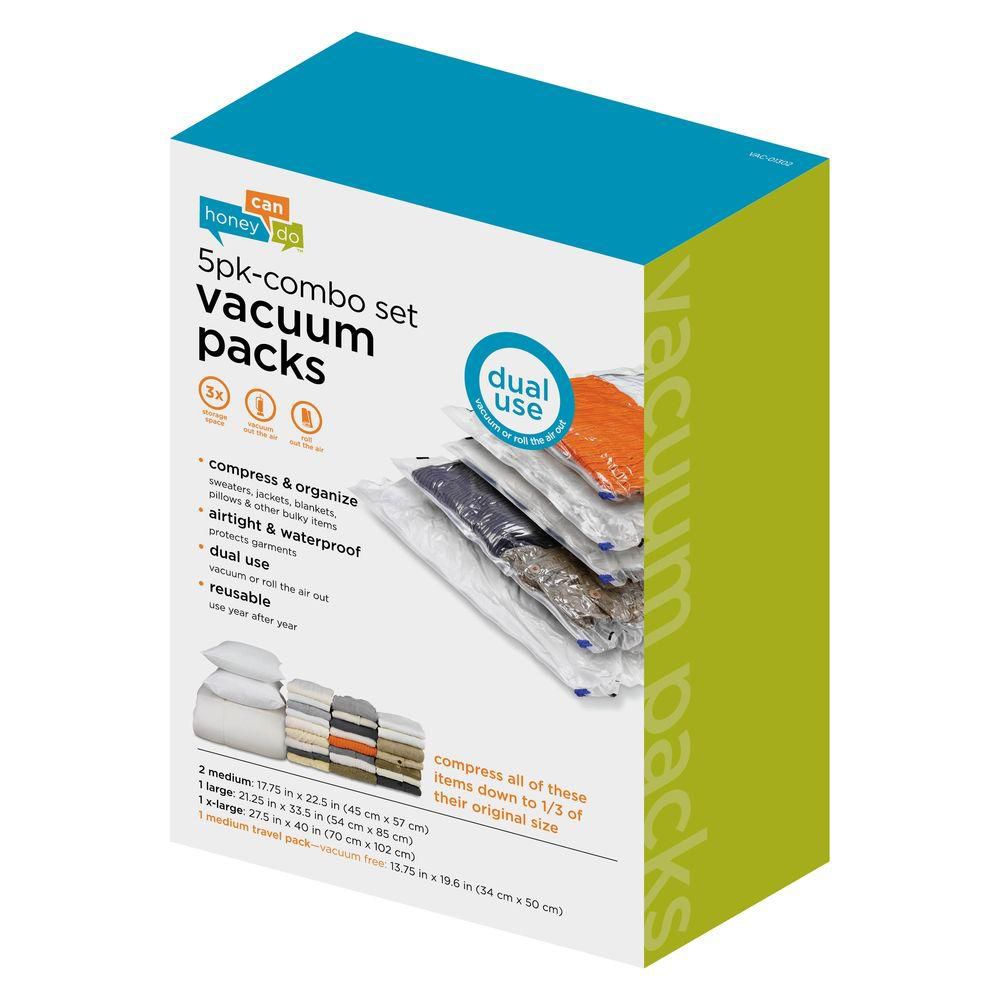 VAC-01302
honey can do™
5pk-combo set
vacuum
packs
3x
storage
space
vacuum
out the air
roll
out the air
dual
use
vacuum or roll the air out
• compress & organize
sweaters, jackets, blankets,
pillows & other bulky items
• airtight & waterproof
protects garments
• dual use
vacuum or roll the air out
• reusable
use year after year
compress all of these
items down to 1/3 of
their original size
2 medium: 17.75 in x 22.5 in (45 cm x 57 cm)
1 large: 21.25 in x 33.5 in (54 cm x 85 cm)
1 x-large: 27.5 in x 40 in (70 cm x 102 cm)
1 medium travel pack—vacuum free: 13.75 in x 19.6 in (34 cm x 50 cm)
vacuum packs